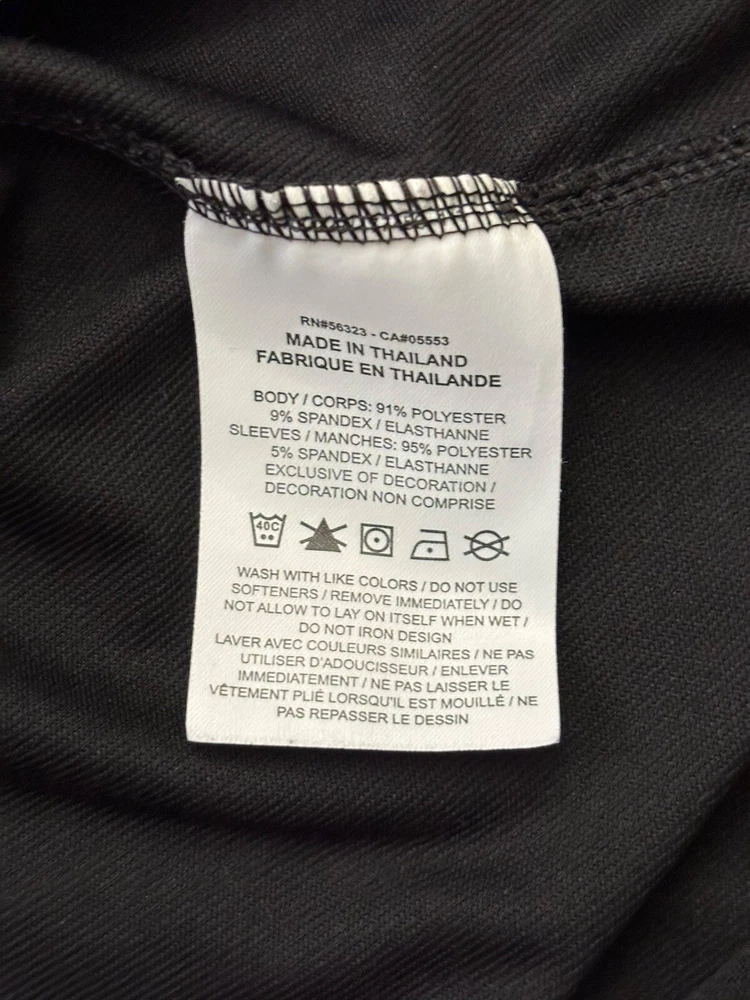 RN#56323 - CA#05553
MADE IN THAILAND
FABRIQUE EN THAILANDE
BODY / CORPS: 91% POLYESTER
9% SPANDEX / ELASTHANNE
SLEEVES / MANCHES: 95% POLYESTER
5% SPANDEX / ELASTHANNE
EXCLUSIVE OF DECORATION /
DECORATION NON COMPRISE
40C
WASH WITH LIKE COLORS / DO NOT USE
SOFTENERS / REMOVE IMMEDIATELY / DO
NOT ALLOW TO LAY ON ITSELF WHEN WET /
DO NOT IRON DESIGN
LAVER AVEC COULEURS SIMILAIRES / NE PAS
UTILISER D'ADOUCISSEUR / ENLEVER
IMMEDIATEMENT / NE PAS LAISSER LE
VÊTEMENT PLIÉ LORSQU'IL EST MOUILLÉ / NE
PAS REPASSER LE DESSIN